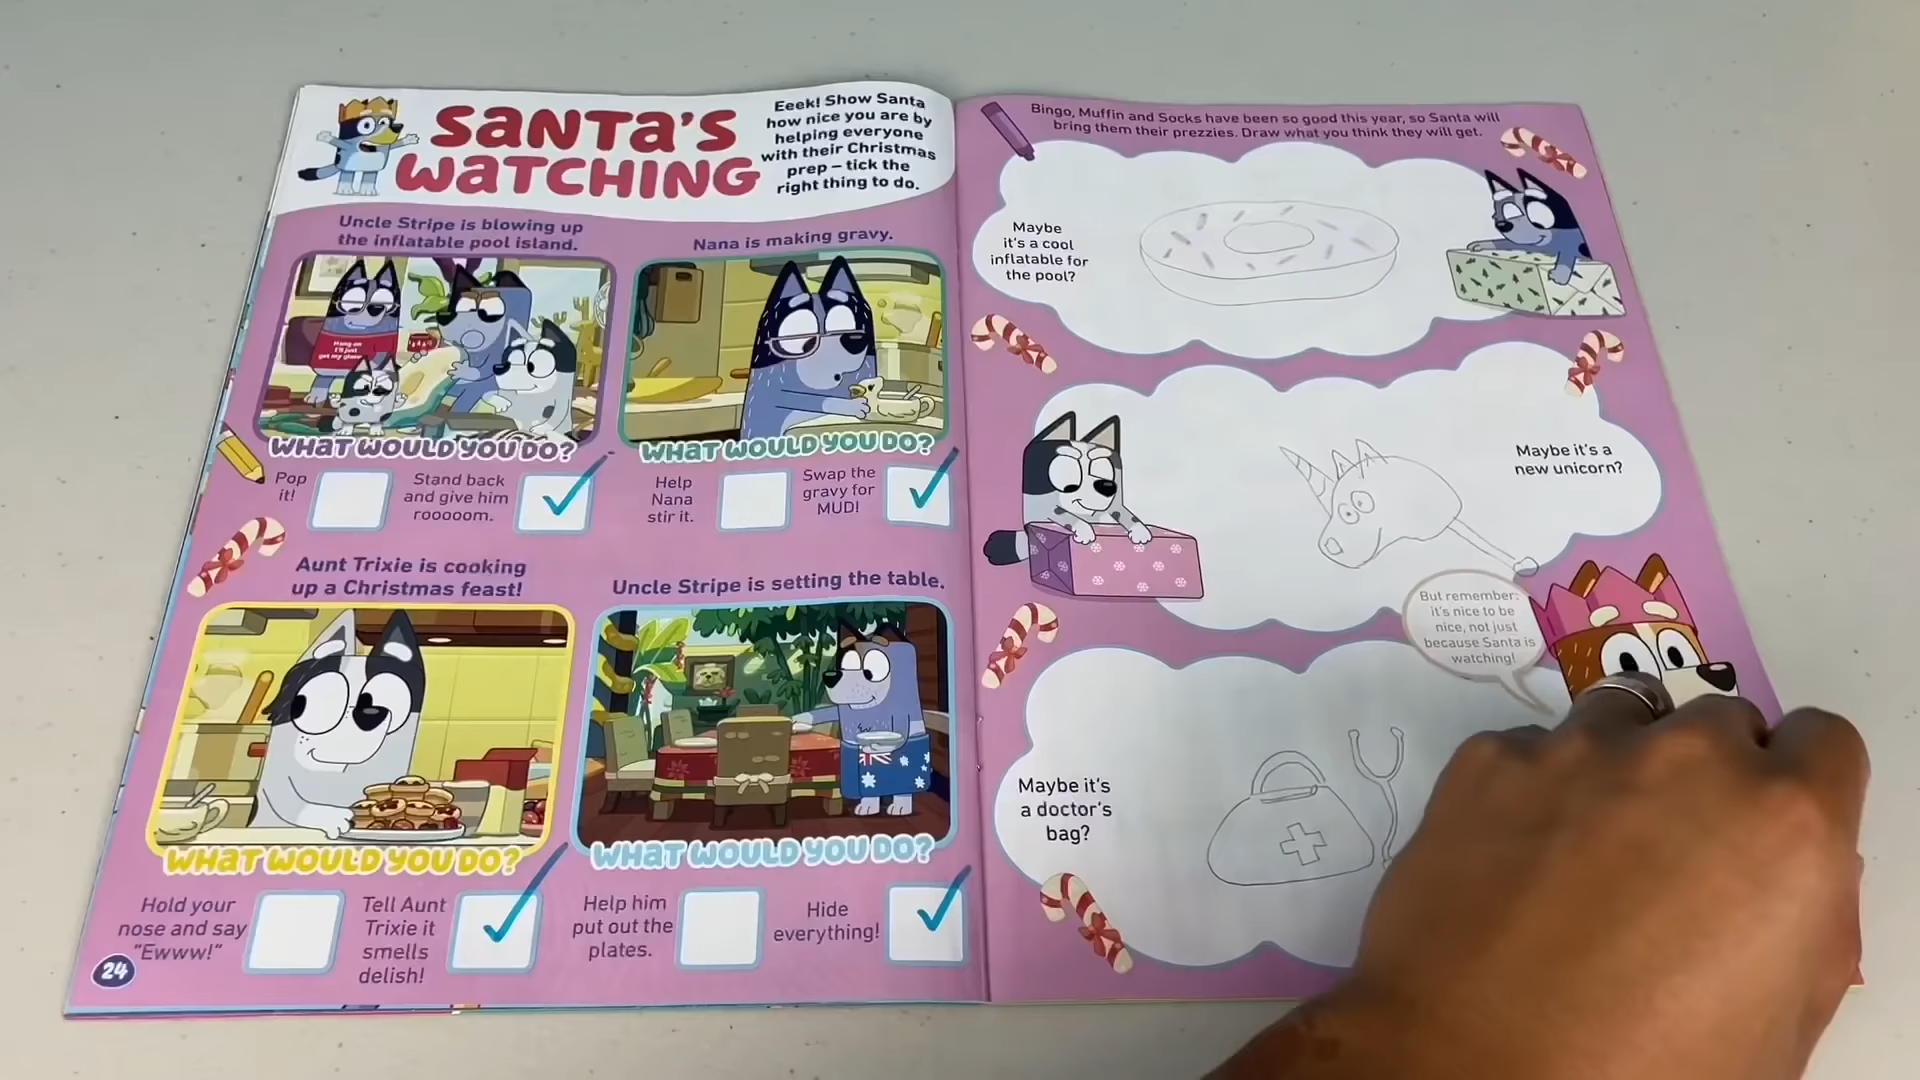 SANTA'S
WATCHING
Eeek! Show Santa
how nice you are by
helping everyone
with their Christmas
prep – tick the
right thing to do.
Uncle Stripe is blowing up
the inflatable pool island.
Hang on
I'll just
get my glasses
WHAT WOULD YOU DO?
Pop
it!
Stand back
and give him
rooooom.
Nana is making gravy.
WHAT WOULD YOU DO?
Help
Nana
stir it.
Swap the
gravy for
MUD!
Aunt Trixie is cooking
up a Christmas feast!
WHAT WOULD YOU DO?
Hold your
nose and say
"Ewww!"
Tell Aunt
Trixie it
smells
delish!
Uncle Stripe is setting the table.
WHAT WOULD YOU DO?
Help him
put out the
plates.
Hide
everything!
24
Bingo, Muffin and Socks have been so good this year, so Santa will
bring them their prezzies. Draw what you think they will get.
Maybe
it's a cool
inflatable for
the pool?
Maybe it's a
new unicorn?
But remember:
it's nice to be
nice, not just
because Santa is
watching!
Maybe it's
a doctor's
bag?